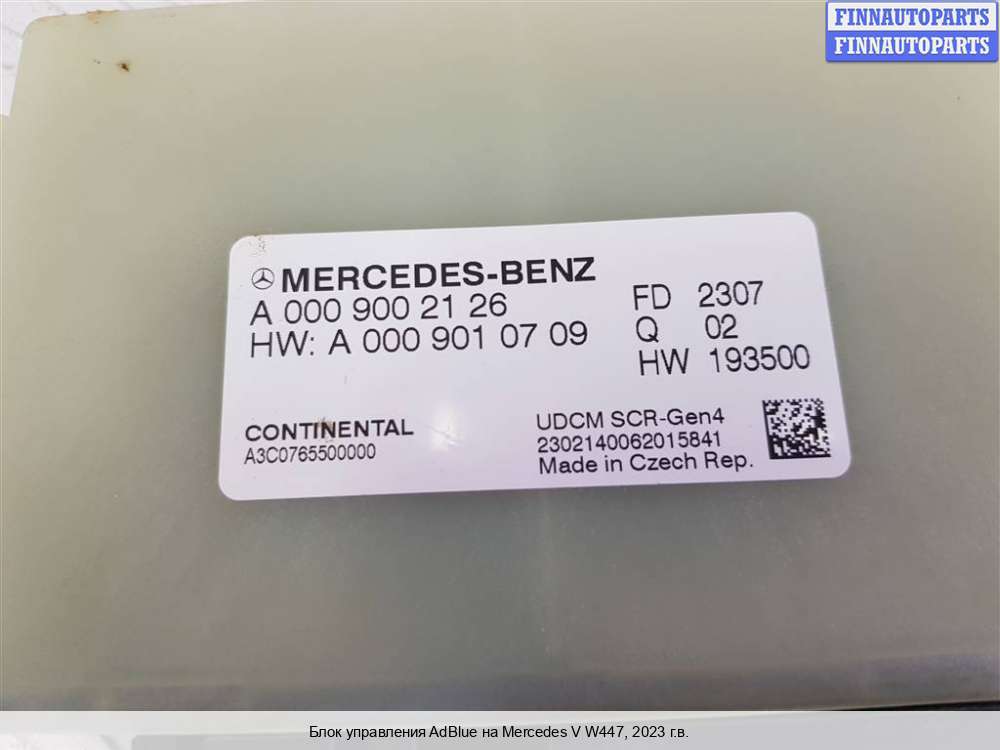 FINNAUTOPARTS
FINNAUTOPARTS
MERCEDES-BENZ
A 000 900 21 26
HW: A 000 901 07 09
FD 2307
Q 02
HW 193500
CONTINENTAL
A3C0765500000
UDCM SCR-Gen4
2302140062015841
Made in Czech Rep.
Блок управления AdBlue на Mercedes V W447, 2023 г.в.